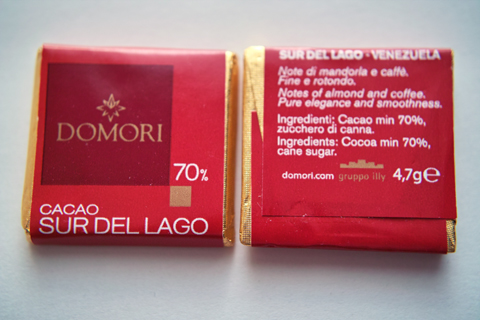 DOMORI
70%
CACAO
SUR DEL LAGO
SUR DEL LAGO - VENEZUELA
Note di mandorla e caffè.
Fine e rotondo.
Notes of almond and coffee.
Pure elegance and smoothness.
Ingredienti: Cacao min 70%,
zucchero di canna.
Ingredients: Cocoa min 70%,
cane sugar.
domori.com gruppo illy 4,7g℮